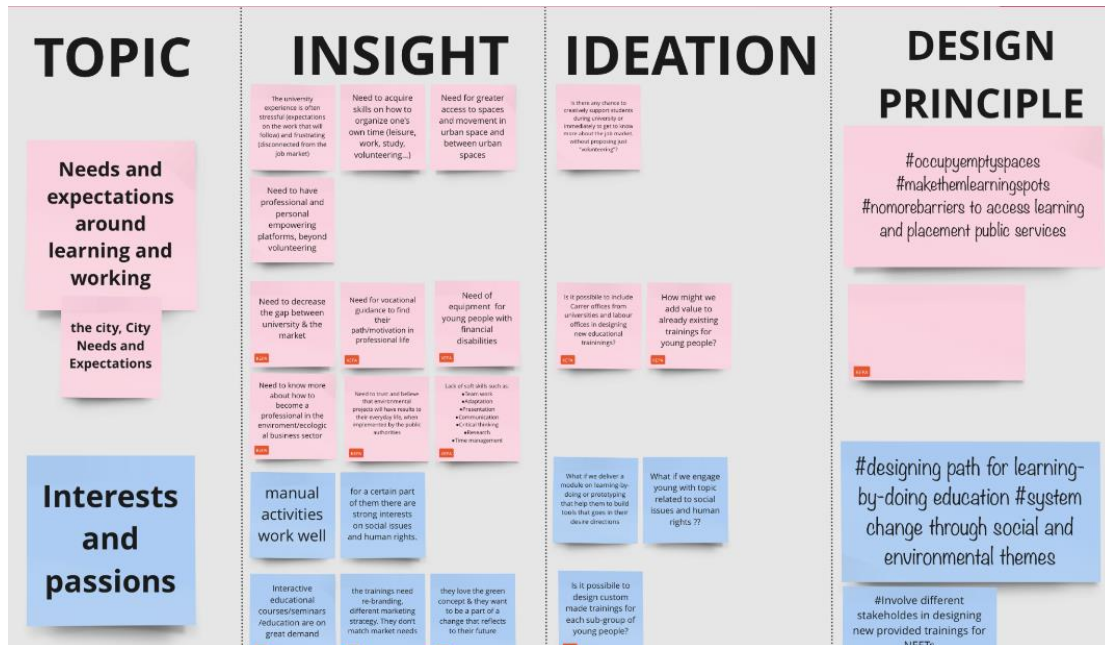 TOPIC
INSIGHT
IDEATION
DESIGN
PRINCIPLE
Needs and
expectations
around
learning and
working
the city, City
Needs and
Expectations
The university
experience is often
stressful (expectations
on the work that will
follow) and frustrating
(disconnected from the
job market)
Need to acquire
skills on how to
organize one's
own time (leisure,
work, study,
volunteering...)
Need for greater
access to spaces
and movement in
urban space and
between urban
spaces
Need to have
professional and
personal
empowering
platforms, beyond
volunteering
Is there any chance to
creatively support students
during university or
immediately to get to know
more about the job market,
without proposing just
"volunteering"?
#occupyemptyspaces
#makethemlearningspots
#nomorebarriers to access learning
and placement public services
Need to decrease
the gap between
university & the
market
Need for vocational
guidance to find
their
path/motivation in
professional life
Need of
equipment for
young people with
financial
disabilities
Need to know more
about how to
become a
professional in the
enviroment/ecologic
al business sector
Need to trust and believe
that environmental
projects will have results to
their everyday life, when
implemented by the public
authorities
Lack of soft skills such as:
●Team work
●Adaptation
●Presentation
●Communication
●Critical thinking
●Research
●Time management
Is it possibile to include
Carrer offices from
universities and labour
offices in designing
new educational
traininings?
How might we
add value to
already existing
trainings for
young people?
Interests
and
passions
manual
activities
work well
for a certain part
of them there are
strong interests
on social issues
and human rights.
Interactive
educational
courses/seminars
/education are on
great demand
the trainings need
re-branding,
different marketing
strategy. They don't
match market needs
they love the green
concept & they want
to be a part of a
change that reflects
to their future
What if we deliver a
module on learning-by-
doing or prototyping
that help them to build
tools that goes in their
desire directions
What if we engage
young with topic
related to social
issues and human
rights ??
Is it possibile to
design custom
made trainings for
each sub-group of
young people?
#designing path for learning-
by-doing education #system
change through social and
environmental themes
#Involve different
stakeholdes in designing
new provided trainings for
NEETs